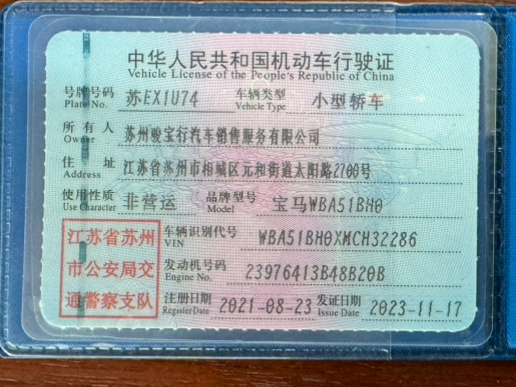 中华人民共和国机动车行驶证
Vehicle License of the People's Republic of China
号牌号码 Plate No. 苏EX1U74 车辆类型 Vehicle Type 小型轿车
所有人 Owner 苏州骏宝行汽车销售服务有限公司
住址 Address 江苏省苏州市相城区元和街道太阳路2700号
使用性质 Use Character 非营运 品牌型号 Model 宝马WBA51BH0
江苏省苏州市公安局交通警察支队
车辆识别代号 VIN WBA51BH0XMCH32286
发动机号码 Engine No. 23976413B48B20B
注册日期 Register Date 2021-08-23 发证日期 Issue Date 2023-11-17